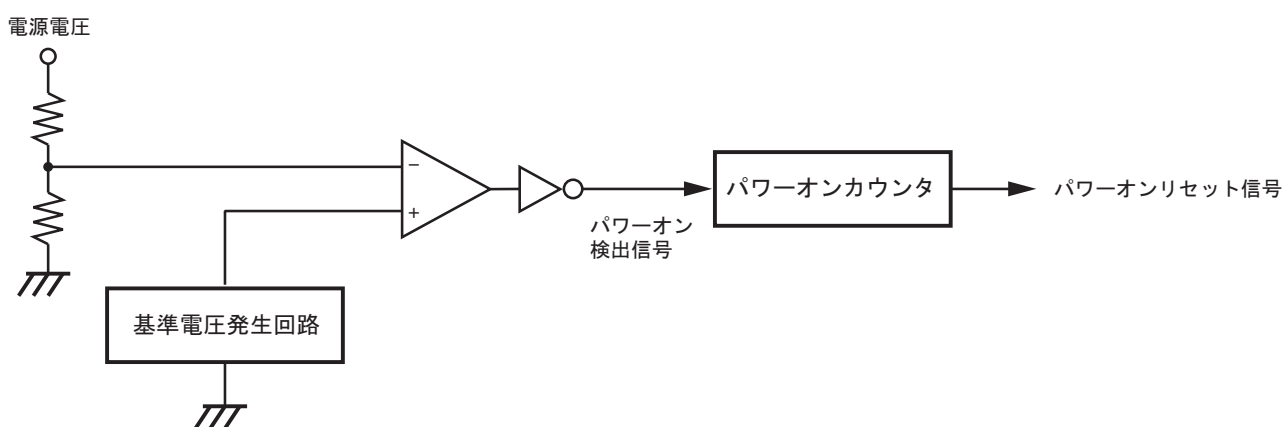 電源電圧
−
+
パワーオンカウンタ
パワーオンリセット信号
パワーオン
検出信号
基準電圧発生回路